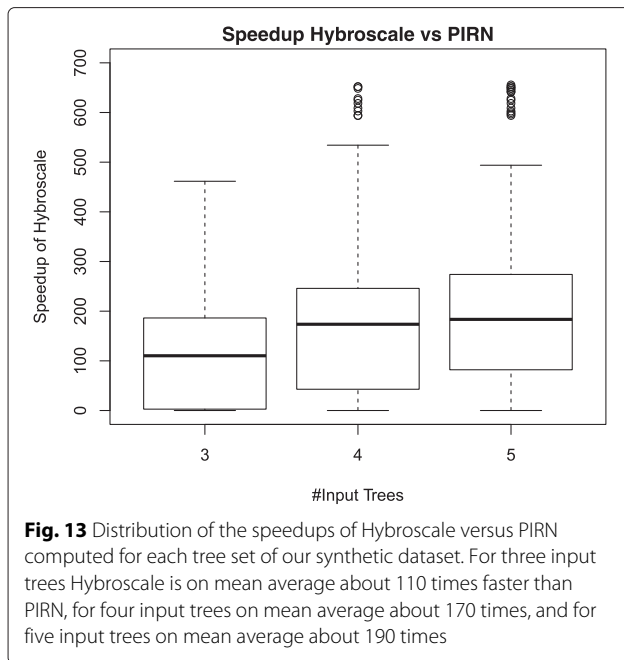 Speedup Hybroscale vs PIRN
700
600
500
400
300
200
100
0
Speedup of Hybroscale
3 4 5
#Input Trees
Fig. 13 Distribution of the speedups of Hybroscale versus PIRN
computed for each tree set of our synthetic dataset. For three input
trees Hybroscale is on mean average about 110 times faster than
PIRN, for four input trees on mean average about 170 times, and for
five input trees on mean average about 190 times